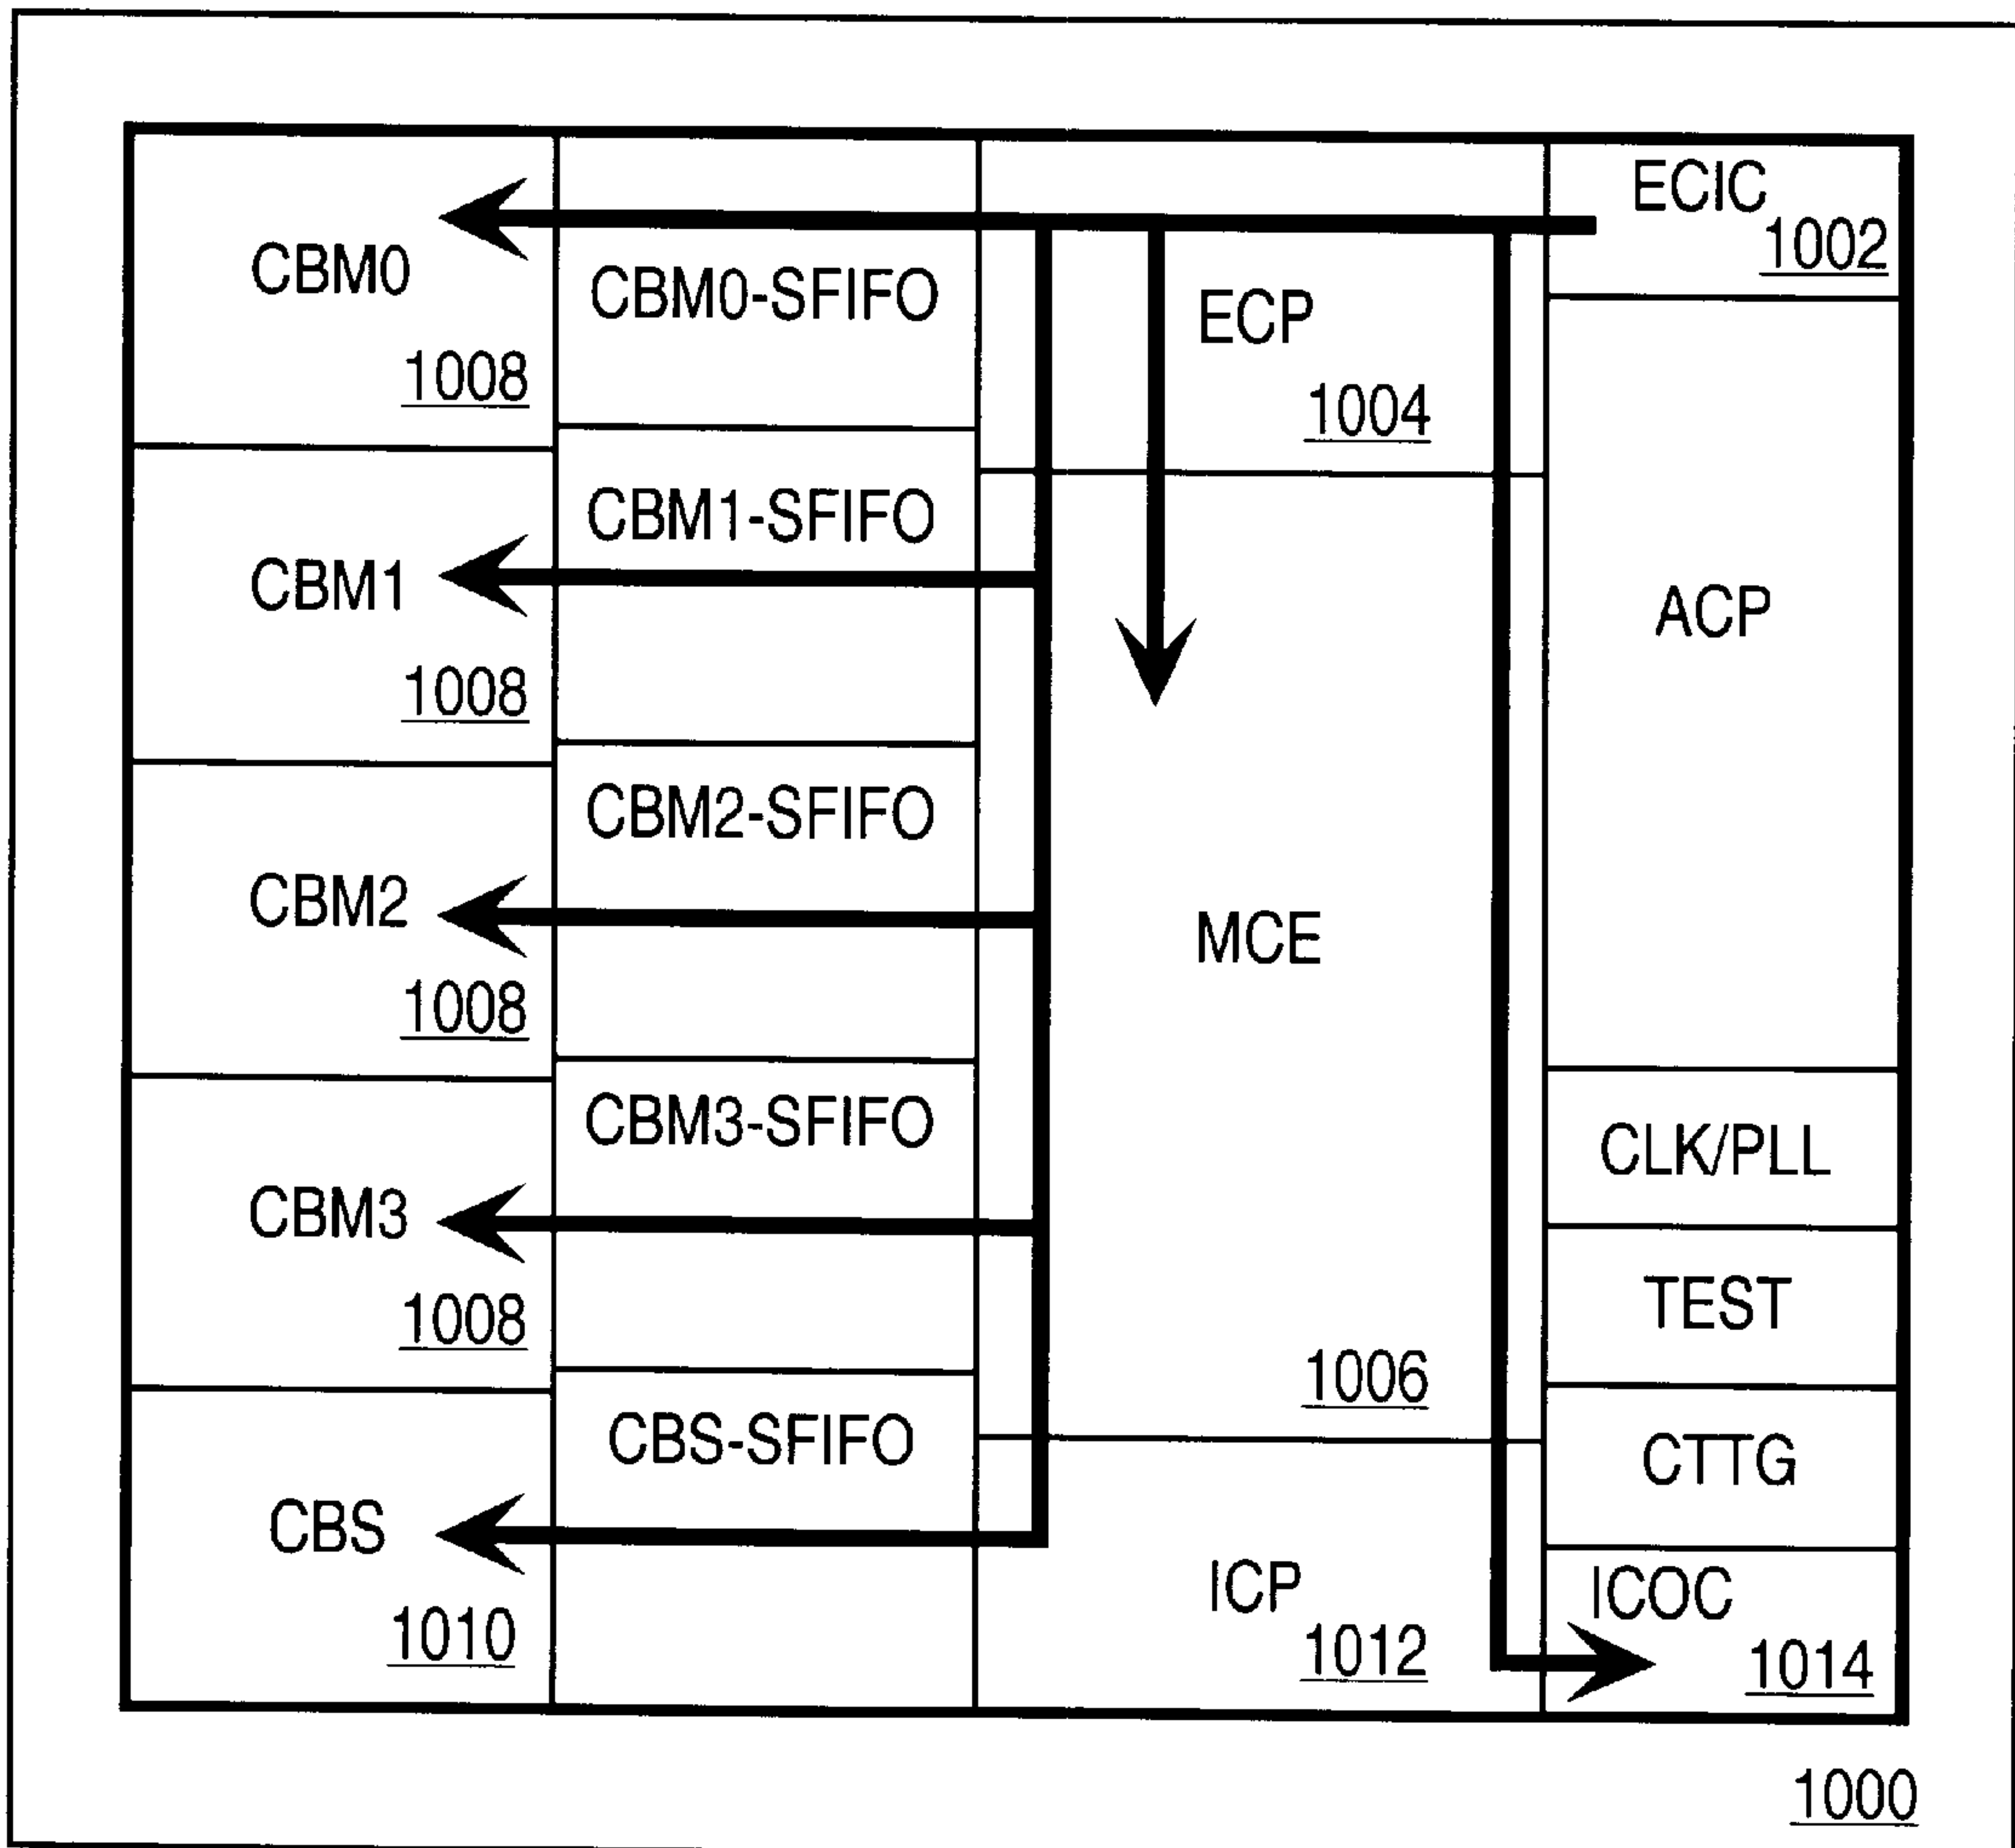 CBM0
1008
CBM1
1008
CBM2
1008
CBM3
1008
CBS
1010
CBM0-SFIFO
CBM1-SFIFO
CBM2-SFIFO
CBM3-SFIFO
CBS-SFIFO
ECP
1004
MCE
1006
ICP
1012
ECIC
1002
ACP
CLK/PLL
TEST
CTTG
ICOC
1014
1000